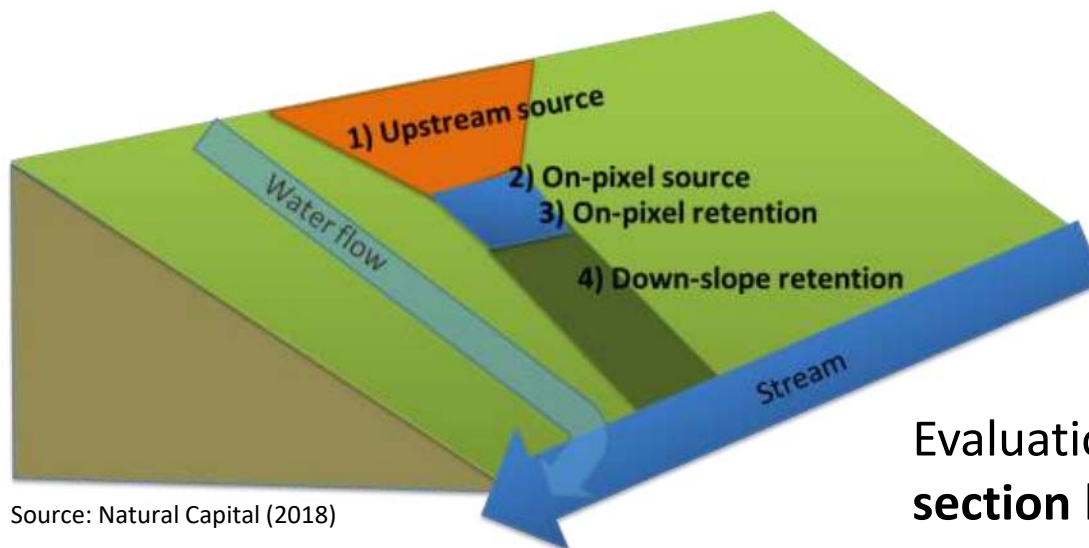 1) Upstream source
2) On-pixel source
3) On-pixel retention
Water flow
4) Down-slope retention
Stream
section
Source: Natural Capital (2018)